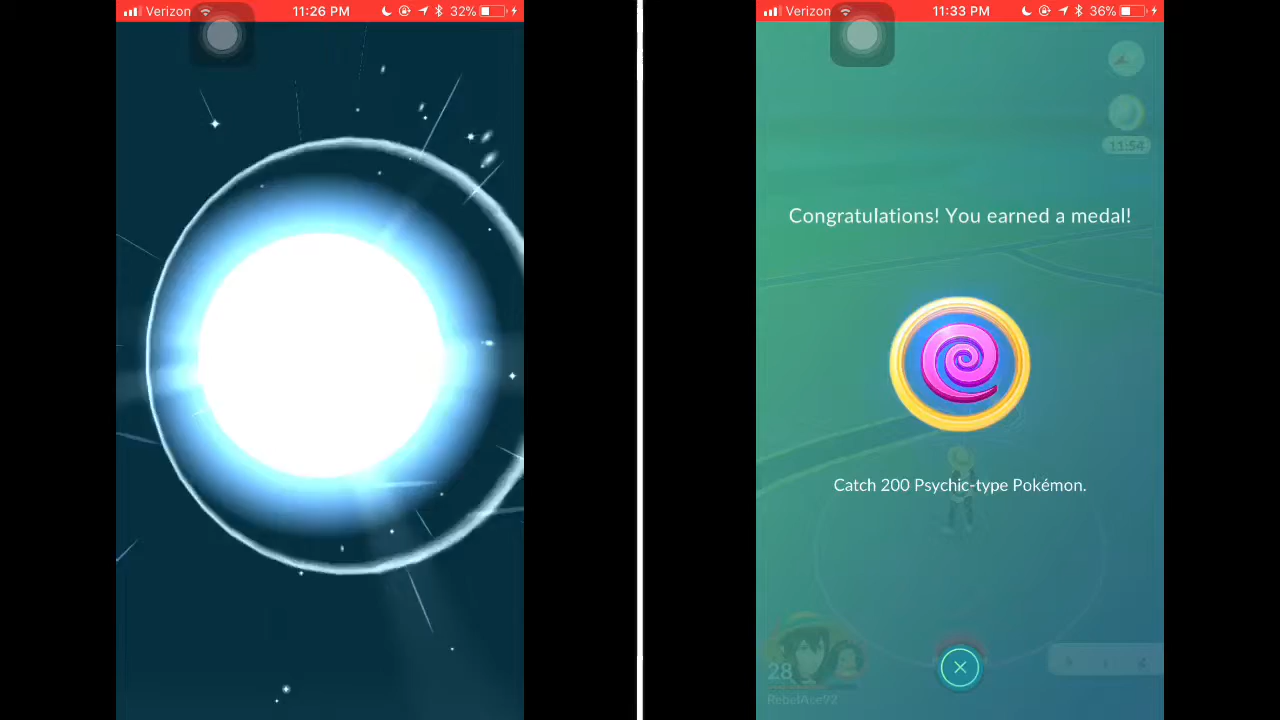 Verizon 11:26 PM 32%
Verizon 11:33 PM 36%
11:54
Congratulations! You earned a medal!
Catch 200 Psychic-type Pokémon.
28
RebelAce92